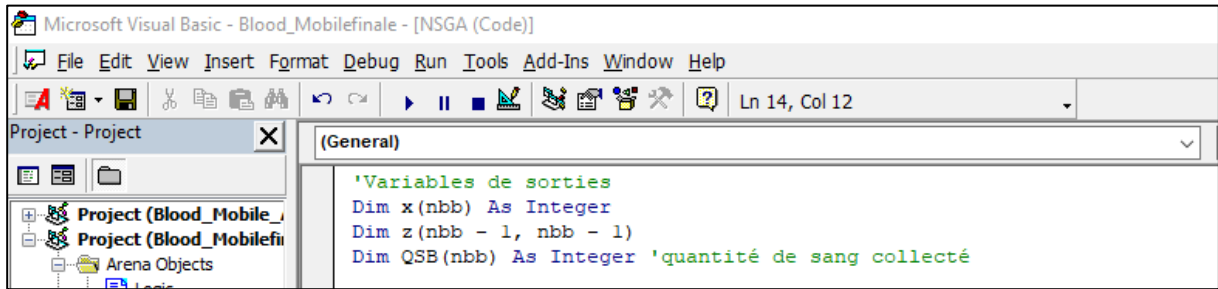 Microsoft Visual Basic - Blood_Mobilefinale - [NSGA (Code)]
File Edit View Insert Format Debug Run Tools Add-Ins Window Help
Ln 14, Col 12
Project - Project
(General)
'Variables de sorties
Dim x(nbb) As Integer
Dim z(nbb - 1, nbb - 1)
Dim QSB(nbb) As Integer 'quantité de sang collecté
Project (Blood_Mobile_
Project (Blood_Mobilefi
Arena Objects